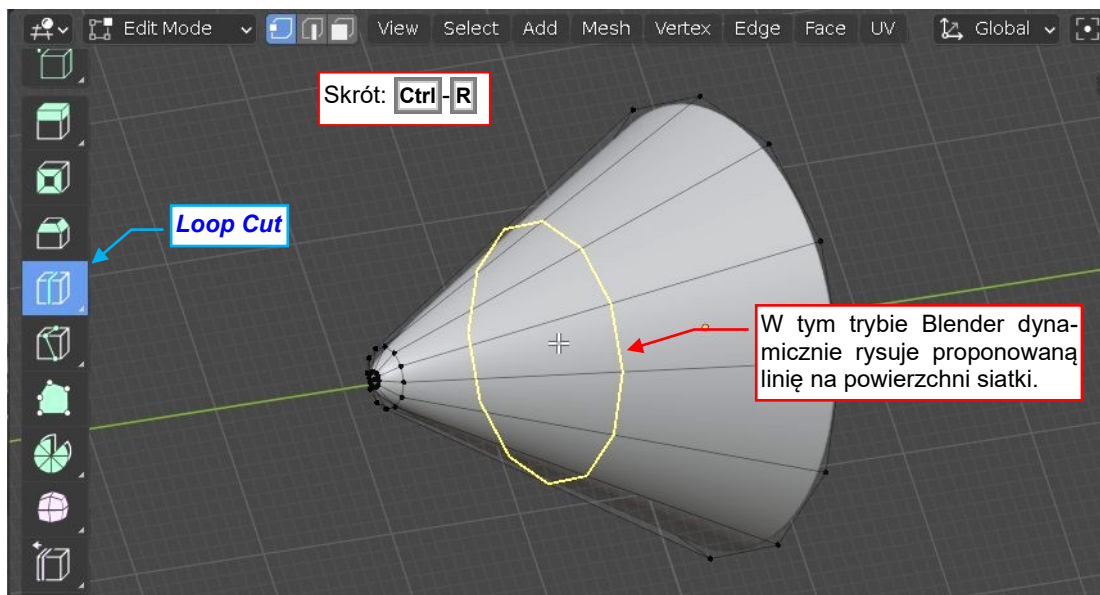 Edit Mode View Select Add Mesh Vertex Edge Face UV Global
Skrót: Ctrl-R
Loop Cut
W tym trybie Blender dyna-
micznie rysuje proponowaną
linię na powierzchni siatki.